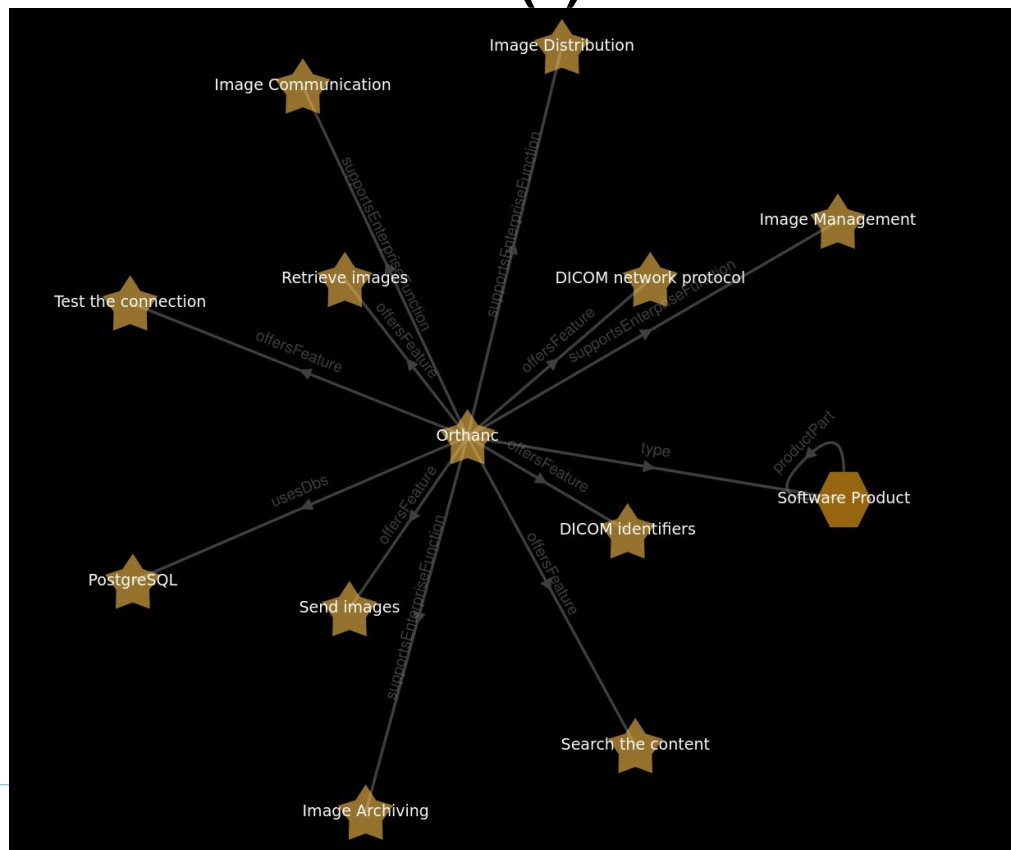 Image Distribution
Image Communication
supportsEnterpriseFunction
supportsEnterpriseFunction
Image Management
Retrieve images
DICOM network protocol
supportsEnterpriseFunction
Test the connection
offersFeature
offersFeature
offersFeature
Orthanc
offersFeature
type
productPart
Software Product
usesDbs
offersFeature
DICOM identifiers
supportsEnterpriseFunction
offersFeature
PostgreSQL
Send images
Search the content
Image Archiving